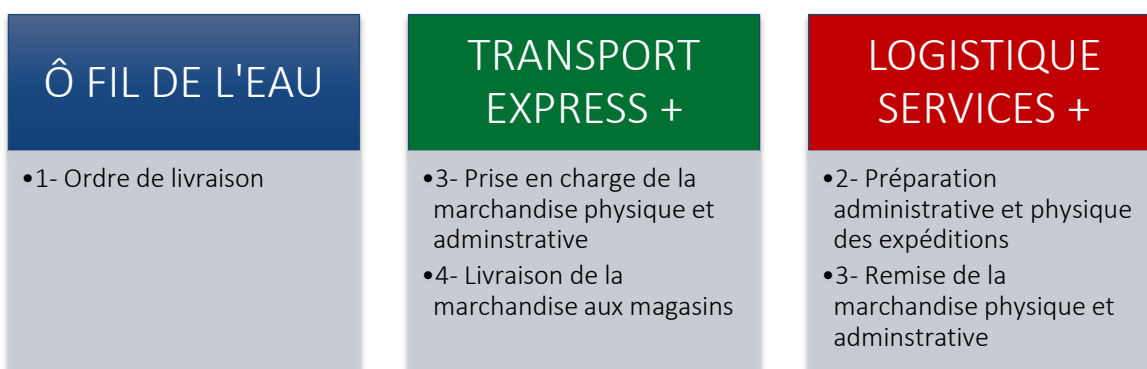 Ô FIL DE L'EAU
•1- Ordre de livraison
TRANSPORT
EXPRESS +
•3- Prise en charge de la
marchandise physique et
adminstrative
•4- Livraison de la
marchandise aux magasins
LOGISTIQUE
SERVICES +
•2- Préparation
administrative et physique
des expéditions
•3- Remise de la
marchandise physique et
adminstrative